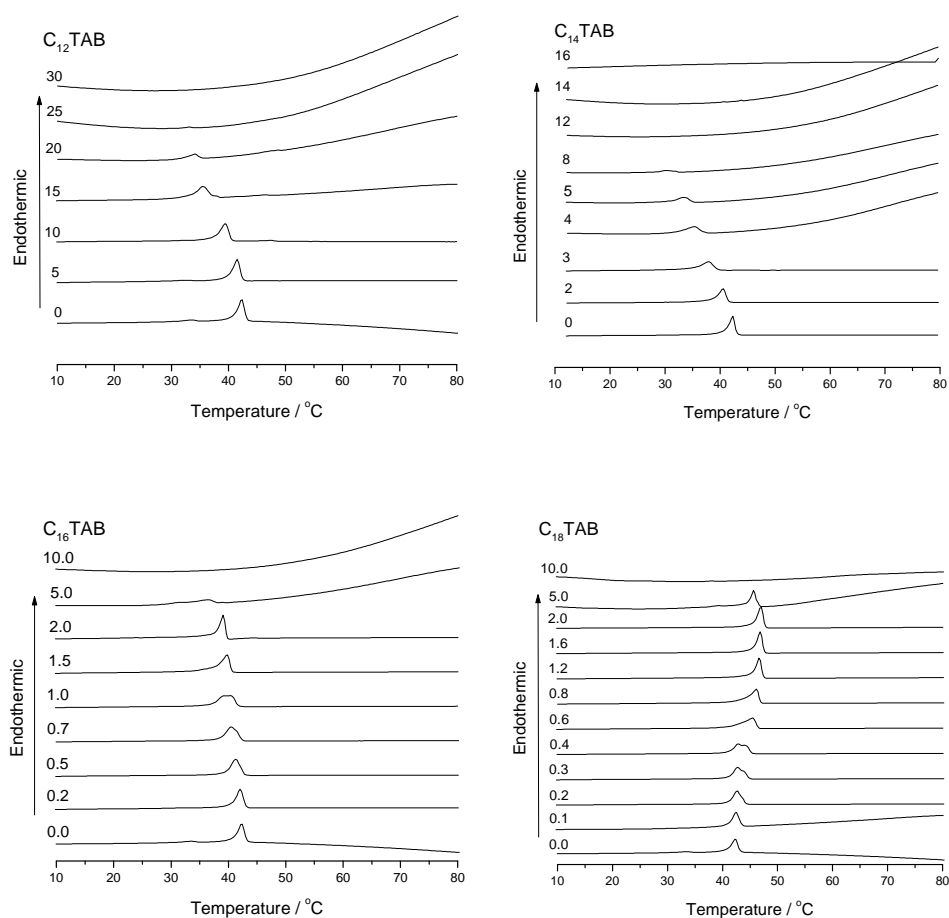 C12TAB
30
25
20
15
10
5
0
Endothermic
10 20 30 40 50 60 70 80
Temperature / °C
C14TAB
16
14
12
8
5
4
3
2
0
Endothermic
10 20 30 40 50 60 70 80
Temperature / °C
C16TAB
10.0
5.0
2.0
1.5
1.0
0.7
0.5
0.2
0.0
Endothermic
10 20 30 40 50 60 70 80
Temperature / °C
C18TAB
10.0
5.0
2.0
1.6
1.2
0.8
0.6
0.4
0.3
0.2
0.1
0.0
Endothermic
10 20 30 40 50 60 70 80
Temperature / °C